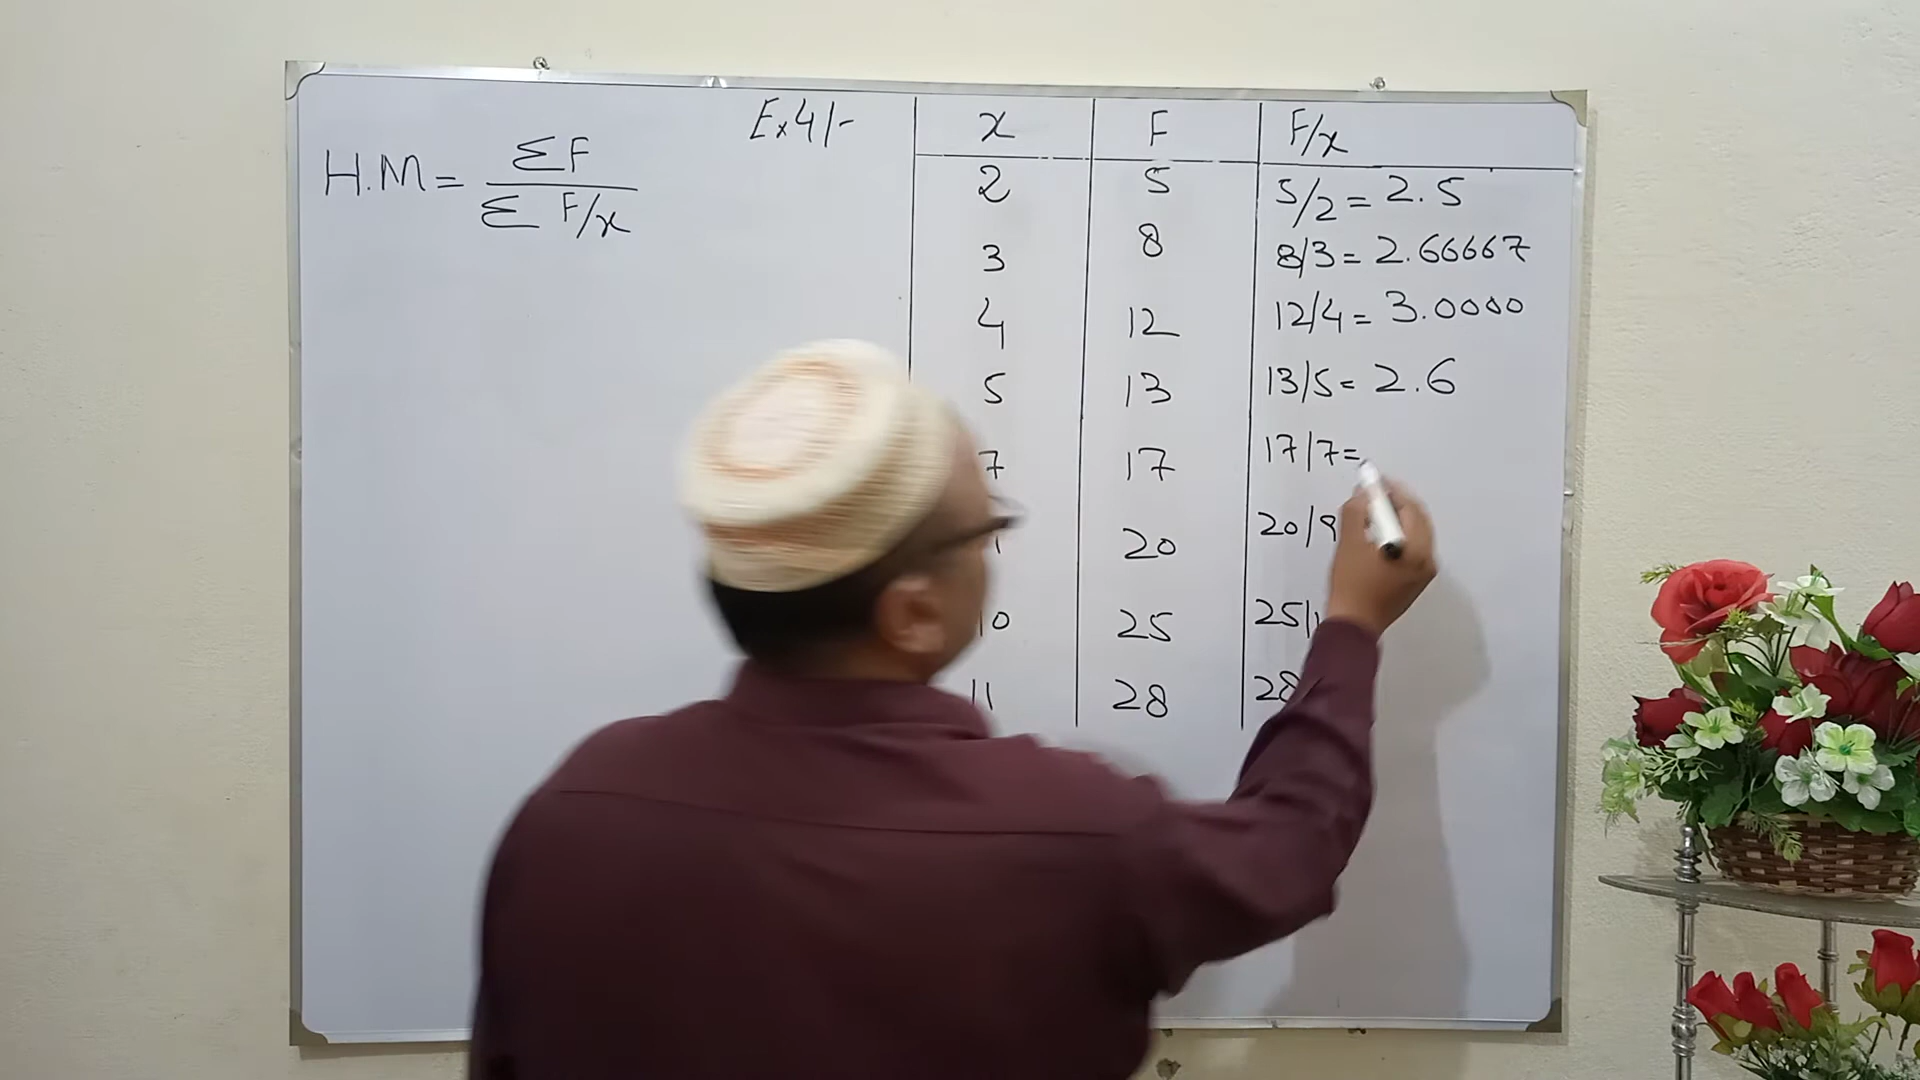 Ex4/-
H.M = ΣF / Σ F/x
x F F/x
2 5 5/2 = 2.5
3 8 8/3 = 2.66667
4 12 12/4 = 3.0000
5 13 13/5 = 2.6
7 17 17/7 =
20 20/9
10 25 25/
11 28 28